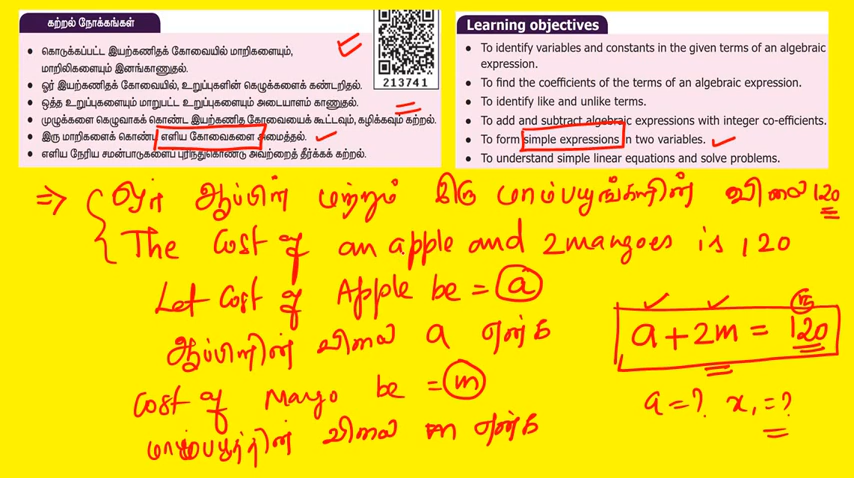 கற்றல் நோக்கங்கள்
• கொடுக்கப்பட்ட இயற்கணிதக் கோவையில் மாறிகளையும்,
மாறிலிகளையும் இனங்காணுதல்.
• ஓர் இயற்கணிதக் கோவையில், உறுப்புகளின் கெழுக்களைக் கண்டறிதல்.
• ஒத்த உறுப்புகளையும் மாறுபட்ட உறுப்புகளையும் அடையாளம் காணுதல்.
• முழுக்களை கெழுவாகக் கொண்ட இயற்கணித கோவையைக் கூட்டவும், கழிக்கவும் கற்றல்.
• இரு மாறிகளைக் கொண்ட எளிய கோவைகளை அமைத்தல்.
• எளிய நேரிய சமன்பாடுகளை புரிந்துகொண்டு அவற்றைத் தீர்க்கக் கற்றல்.
213741
Learning objectives
• To identify variables and constants in the given terms of an algebraic
expression.
• To find the coefficients of the terms of an algebraic expression.
• To identify like and unlike terms.
• To add and subtract algebraic expressions with integer co-efficients.
• To form simple expressions in two variables.
• To understand simple linear equations and solve problems.
⇒ ஓர் ஆப்பிள் மற்றும் இரு மாம்பழங்களின் விலை 120
The Cost of an apple and 2 mangoes is 120
Let Cost of Apple be = a
ஆப்பிளின் விலை a என்க
Cost of Mango be = m
மாம்பழத்தின் விலை m என்க
a + 2m = 120
a = ? x, = ?